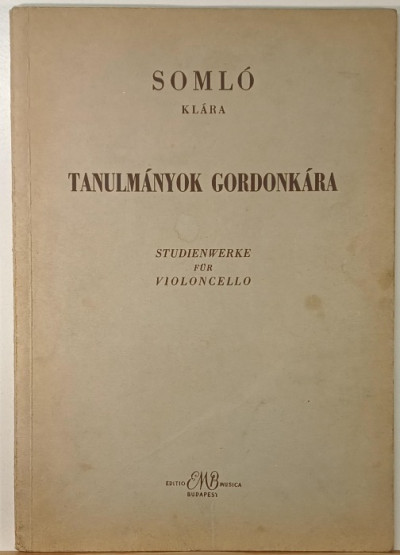 SOMLÓ
KLÁRA
TANULMÁNYOK GORDONKÁRA
STUDIENWERKE
FÜR
VIOLONCELLO
EDITIO EMB MUSICA
BUDAPEST